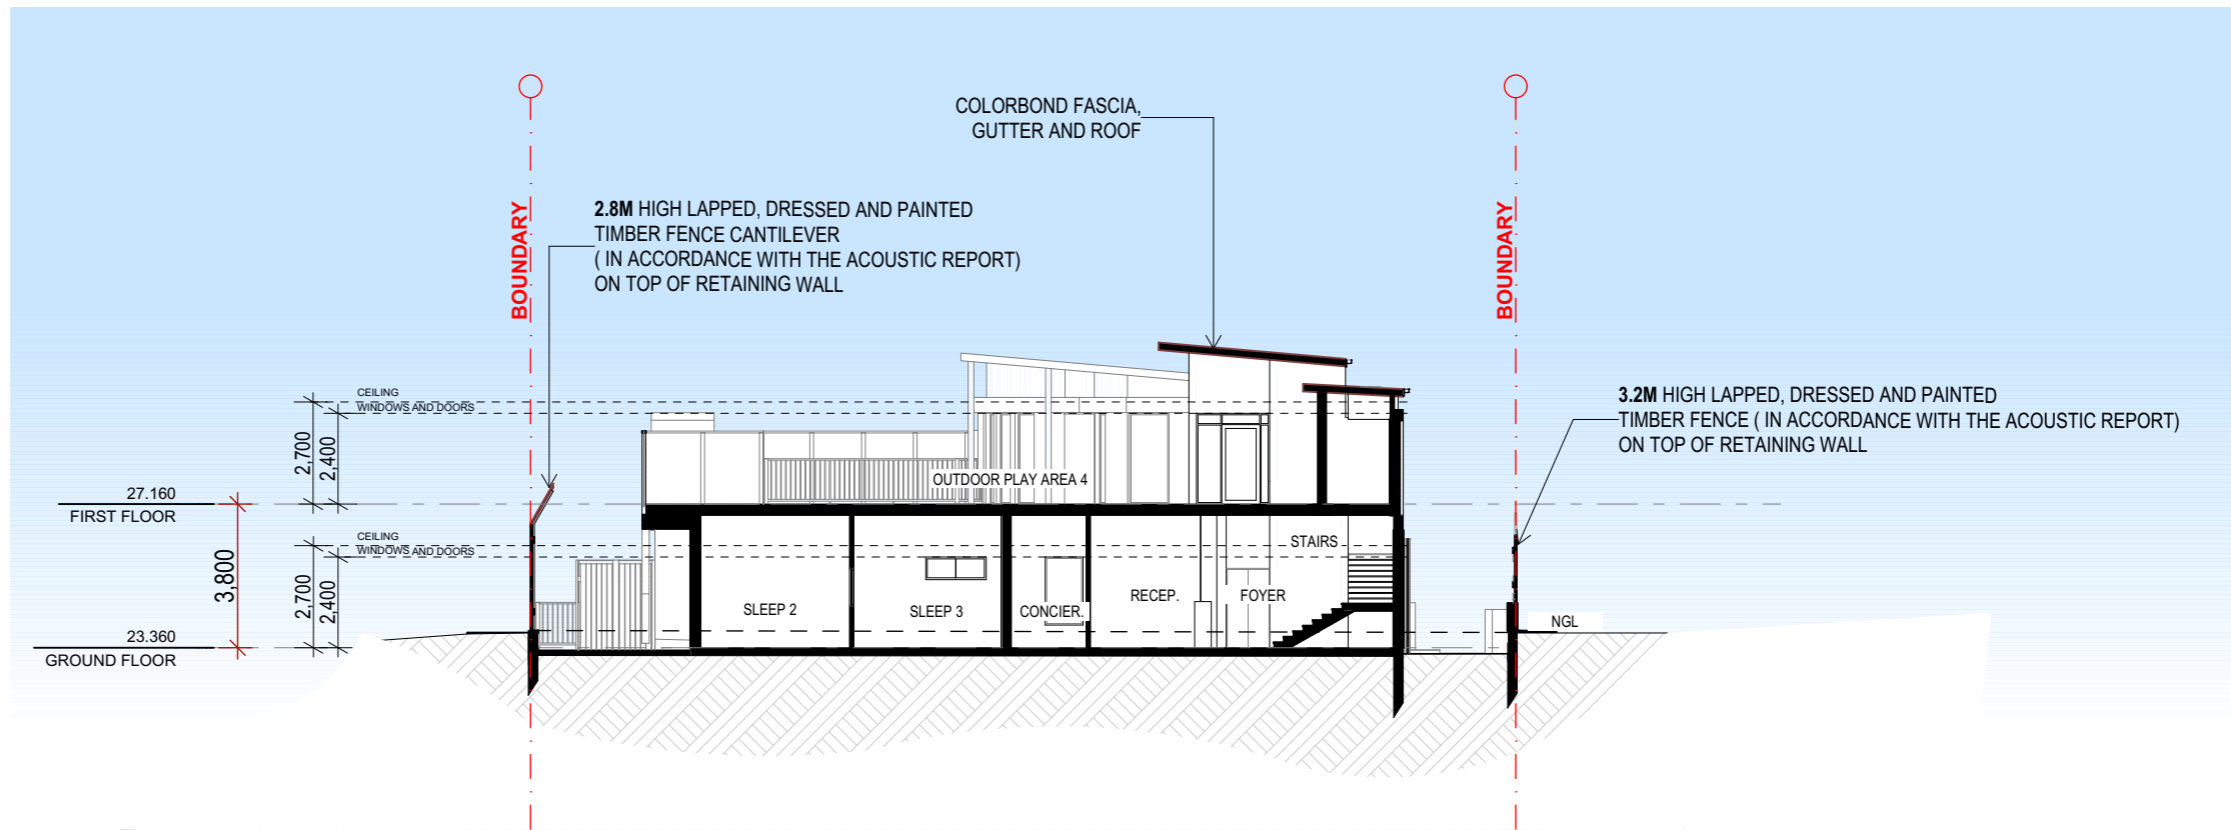 COLORBOND FASCIA,
GUTTER AND ROOF
BOUNDARY
2.8M HIGH LAPPED, DRESSED AND PAINTED
TIMBER FENCE CANTILEVER
( IN ACCORDANCE WITH THE ACOUSTIC REPORT)
ON TOP OF RETAINING WALL
BOUNDARY
3.2M HIGH LAPPED, DRESSED AND PAINTED
TIMBER FENCE ( IN ACCORDANCE WITH THE ACOUSTIC REPORT)
ON TOP OF RETAINING WALL
CEILING
WINDOWS AND DOORS
2,700
2,400
OUTDOOR PLAY AREA 4
27.160
FIRST FLOOR
CEILING
WINDOWS AND DOORS
3,800
2,700
2,400
STAIRS
SLEEP 2
SLEEP 3
CONCIER.
RECEP.
FOYER
NGL
23.360
GROUND FLOOR